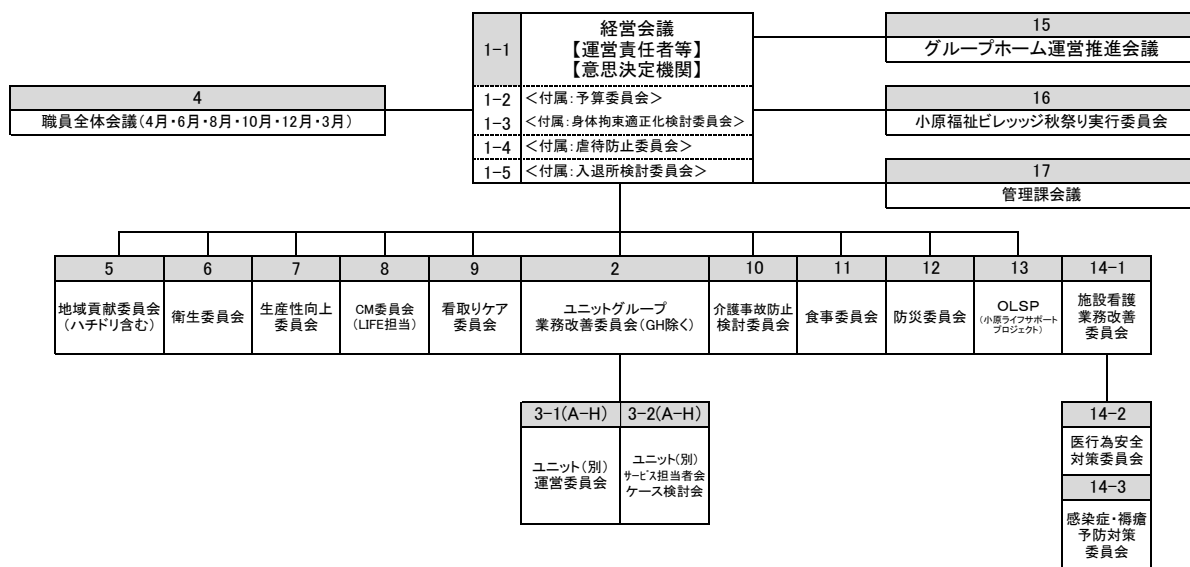 1-1
経営会議
【運営責任者等】
【意思決定機関】
1-2 <付属:予算委員会>
1-3 <付属:身体拘束適正化検討委員会>
1-4 <付属:虐待防止委員会>
1-5 <付属:入退所検討委員会>
15
グループホーム運営推進会議
4
職員全体会議(4月・6月・8月・10月・12月・3月)
16
小原福祉ビレッッジ秋祭り実行委員会
17
管理課会議
5
地域貢献委員会
(ハチドリ含む)
6
衛生委員会
7
生産性向上
委員会
8
CM委員会
(LIFE担当)
9
看取りケア
委員会
2
ユニットグループ
業務改善委員会(GH除く)
10
介護事故防止
検討委員会
11
食事委員会
12
防災委員会
13
OLSP
(小原ライフサポート
プロジェクト)
14-1
施設看護
業務改善
委員会
3-1(A-H)
ユニット(別)
運営委員会
3-2(A-H)
ユニット(別)
サービス担当者会
ケース検討会
14-2
医行為安全
対策委員会
14-3
感染症・褥瘡
予防対策
委員会